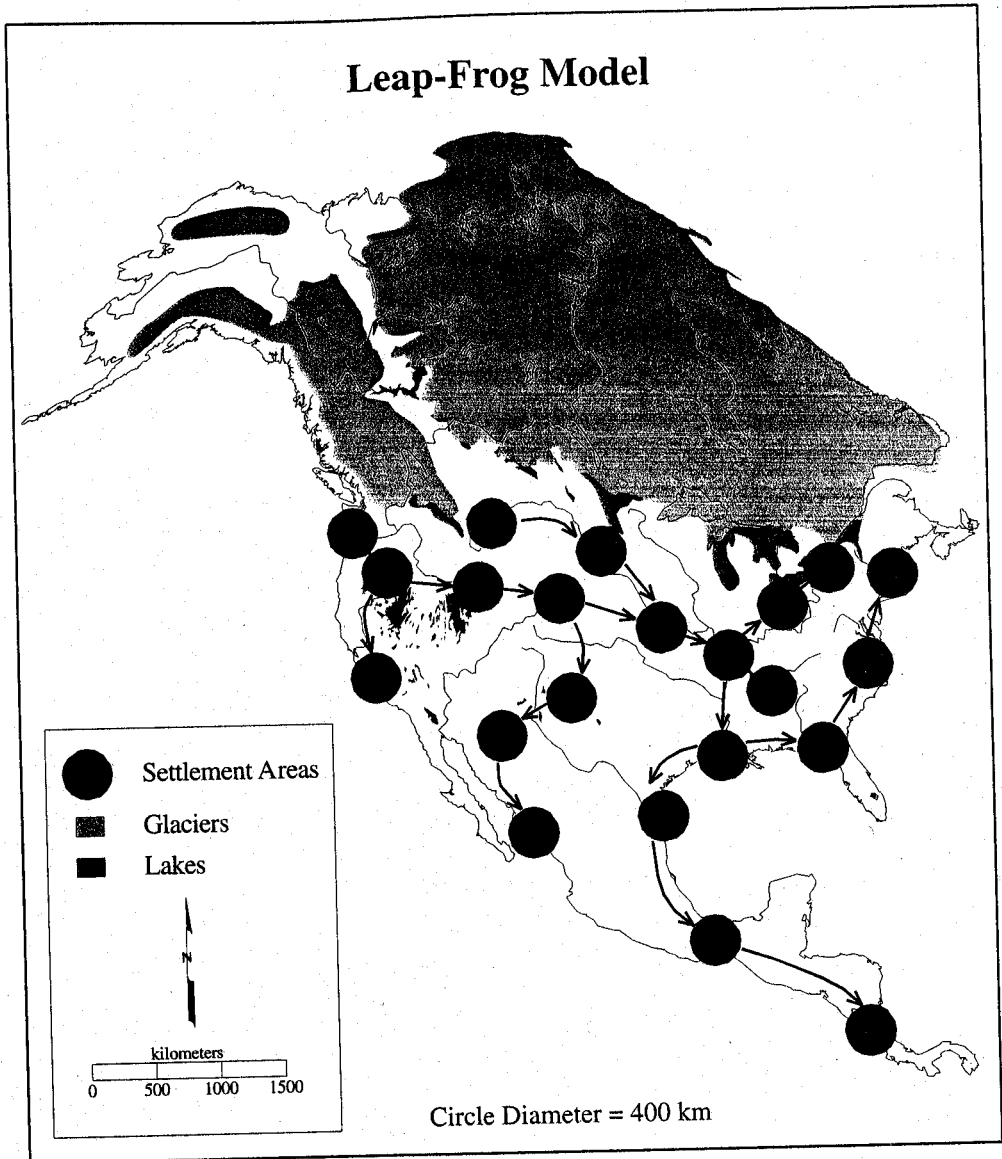 Leap-Frog Model
Settlement Areas
Glaciers
Lakes
N
kilometers
0 500 1000 1500
Circle Diameter = 400 km